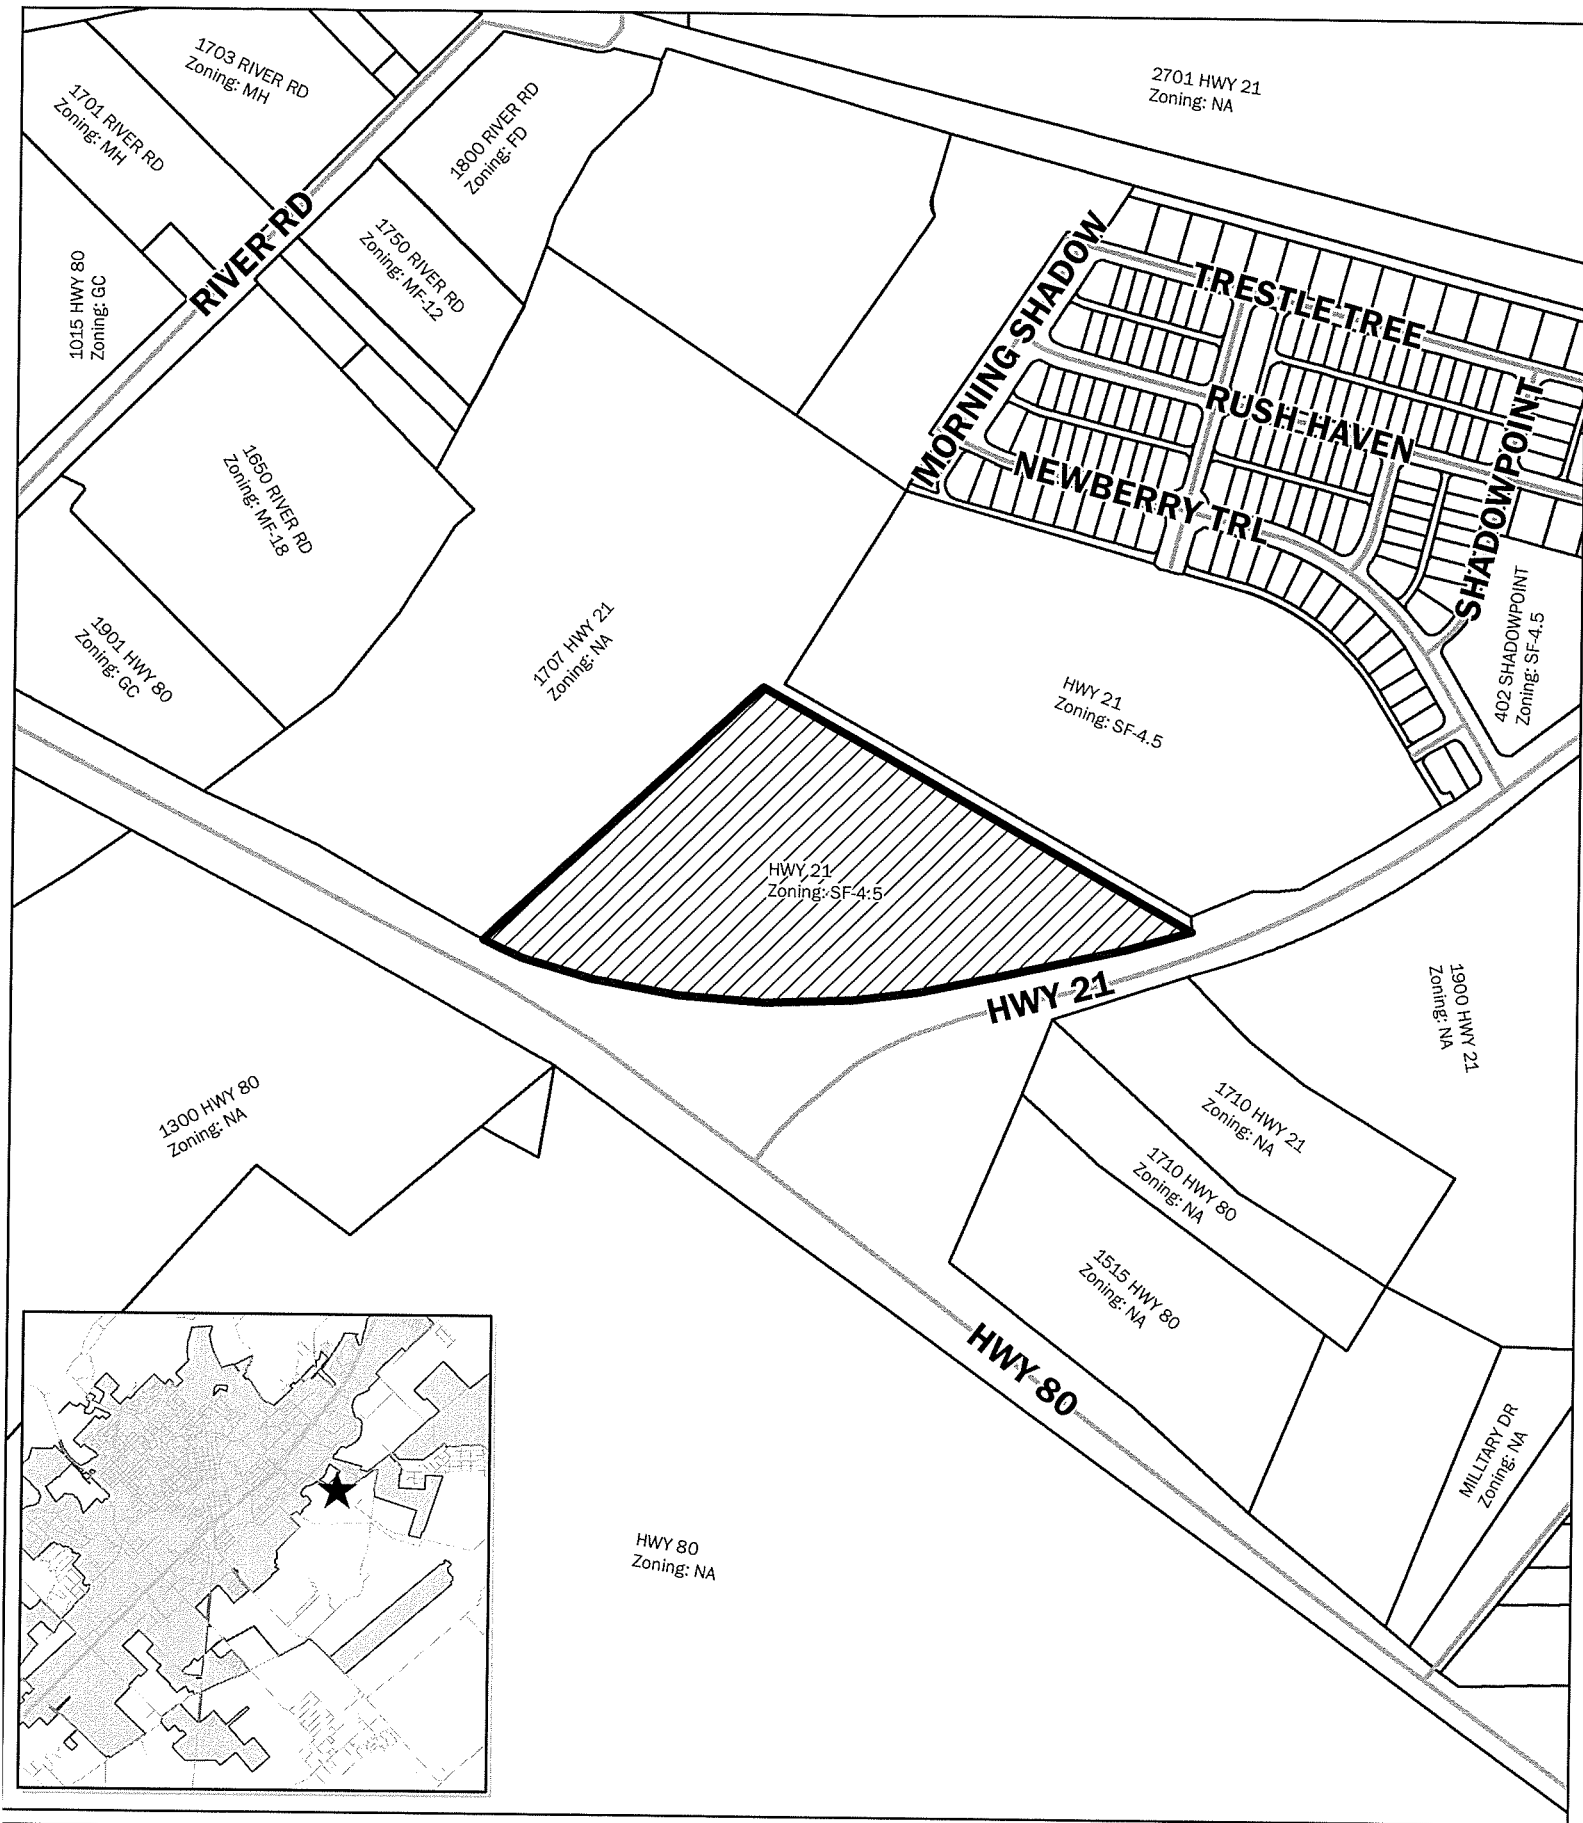 1703 RIVER RD
Zoning: MH
2701 HWY 21
Zoning: NA
1701 RIVER RD
Zoning: MH
1800 RIVER RD
Zoning: FD
RIVER RD
1750 RIVER RD
Zoning: MF-12
1015 HWY 80
Zoning: GC
MORNING SHADOW
TRESTLE TREE
RUSH HAVEN
SHADOWPOINT
NEWBERRY TRL
1650 RIVER RD
Zoning: MF-18
402 SHADOWPOINT
Zoning: SF-4.5
1901 HWY 80
Zoning: GC
1707 HWY 21
Zoning: NA
HWY 21
Zoning: SF-4.5
HWY 21
Zoning: SF-4.5
HWY 21
1900 HWY 21
Zoning: NA
1300 HWY 80
Zoning: NA
1710 HWY 21
Zoning: NA
1710 HWY 80
Zoning: NA
1515 HWY 80
Zoning: NA
HWY 80
MILLTARY DR
Zoning: NA
HWY 80
Zoning: NA